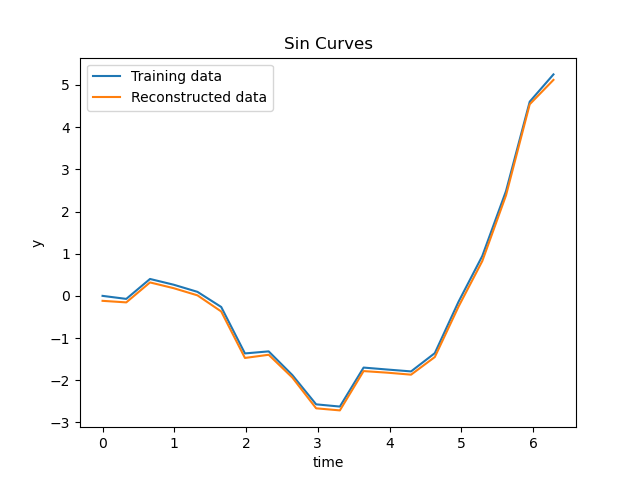 Sin Curves
Training data
Reconstructed data
y
5
4
3
2
1
0
−1
−2
−3
0 1 2 3 4 5 6
time